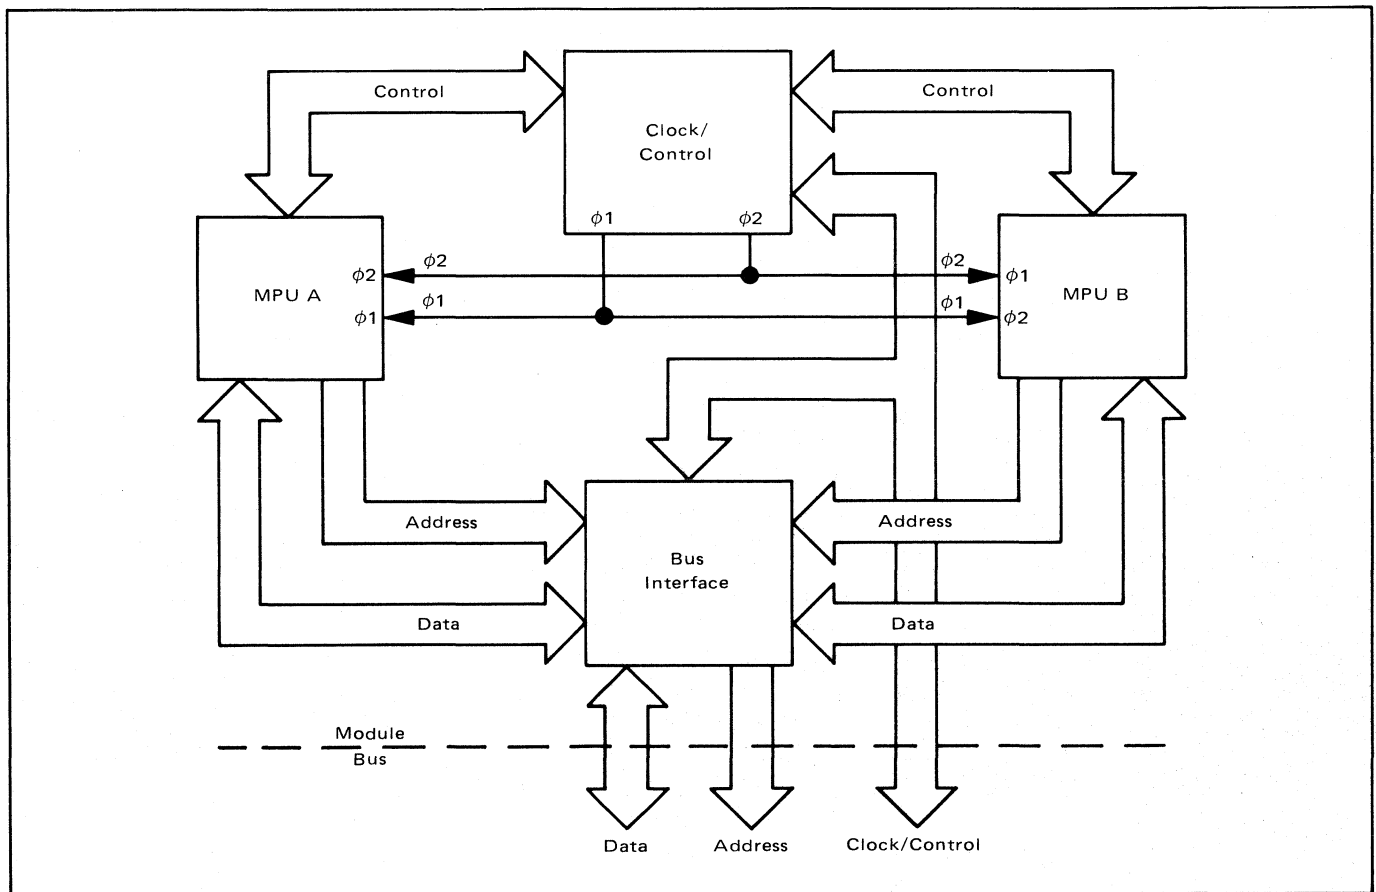 Control
Control
Clock/
Control
ϕ1
ϕ2
ϕ2
ϕ2
ϕ2
ϕ1
MPU A
MPU B
ϕ1
ϕ1
ϕ1
ϕ2
Address
Address
Bus
Interface
Data
Data
Module
Bus
Data
Address
Clock/Control